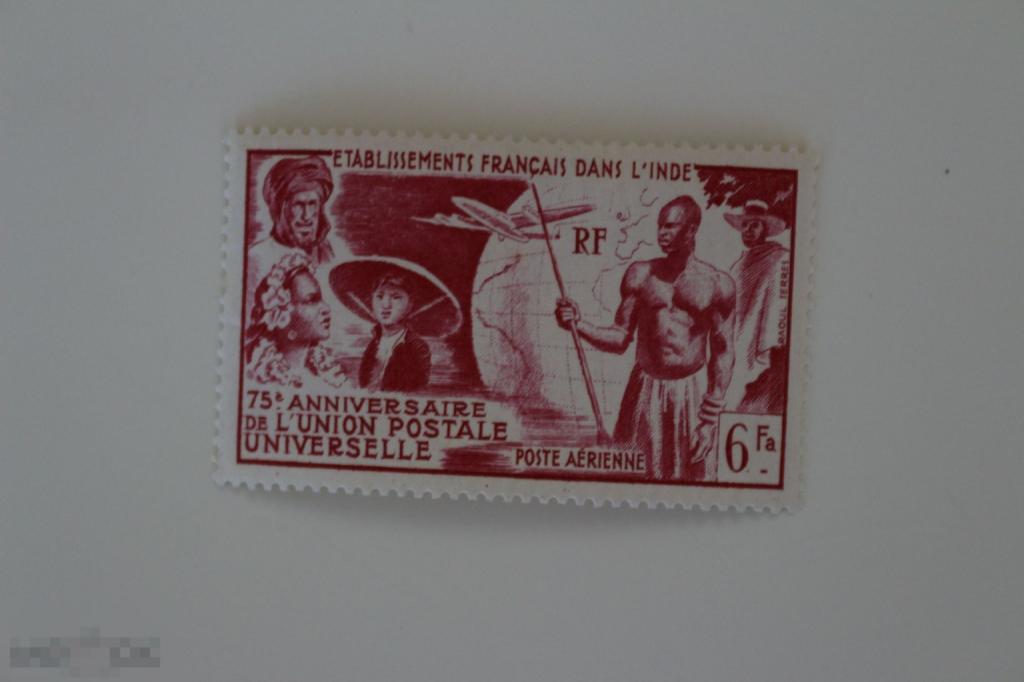 ETABLISSEMENTS FRANÇAIS DANS L'INDE
RF
RAOUL SERRES
75e ANNIVERSAIRE
DE L'UNION POSTALE
UNIVERSELLE
POSTE AÉRIENNE
6 Fa